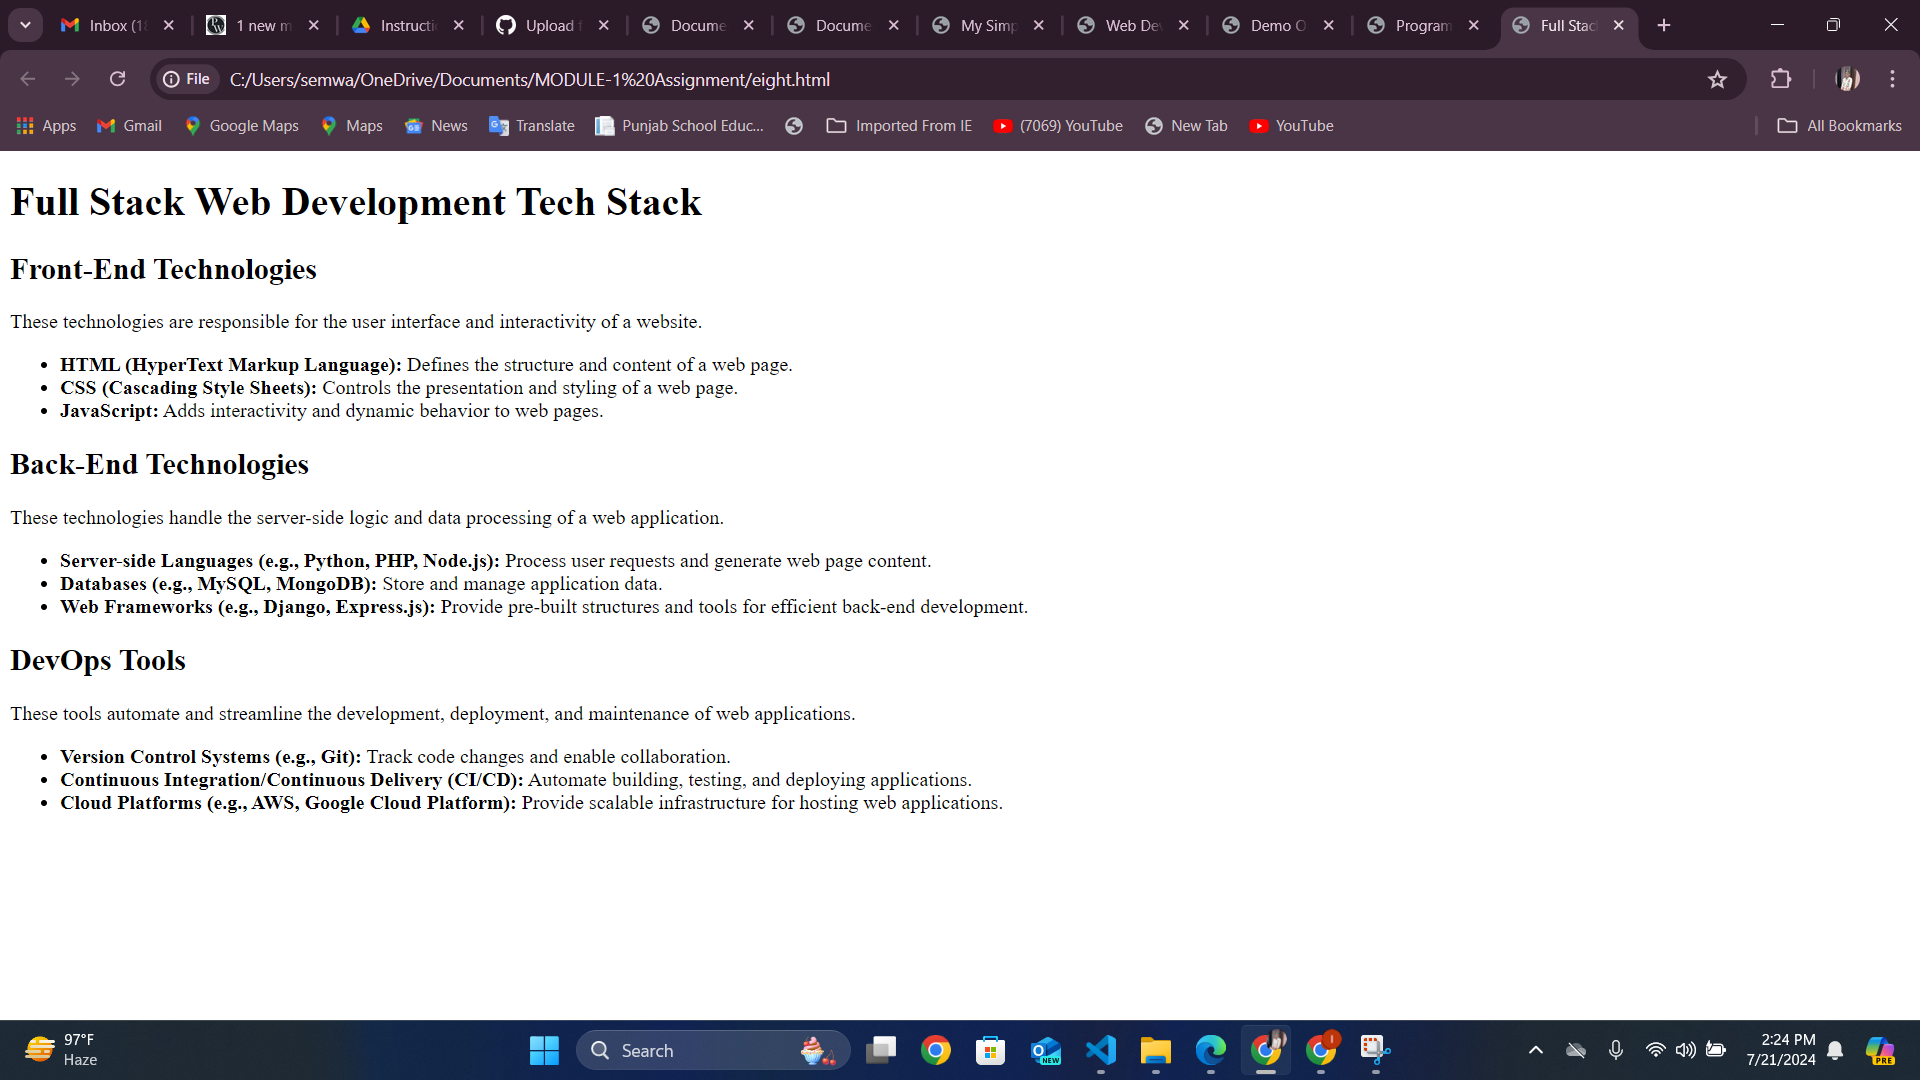 Inbox (18
1 new m
Instructi
Upload f
Docume
Docume
My Simp
Web Dev
Demo O
Program
Full Stac
File
C:/Users/semwa/OneDrive/Documents/MODULE-1%20Assignment/eight.html
Apps
Gmail
Google Maps
Maps
News
Translate
Punjab School Educ...
Imported From IE
(7069) YouTube
New Tab
YouTube
All Bookmarks
Full Stack Web Development Tech Stack
Front-End Technologies
These technologies are responsible for the user interface and interactivity of a website.
• HTML (HyperText Markup Language): Defines the structure and content of a web page.
• CSS (Cascading Style Sheets): Controls the presentation and styling of a web page.
• JavaScript: Adds interactivity and dynamic behavior to web pages.
Back-End Technologies
These technologies handle the server-side logic and data processing of a web application.
• Server-side Languages (e.g., Python, PHP, Node.js): Process user requests and generate web page content.
• Databases (e.g., MySQL, MongoDB): Store and manage application data.
• Web Frameworks (e.g., Django, Express.js): Provide pre-built structures and tools for efficient back-end development.
DevOps Tools
These tools automate and streamline the development, deployment, and maintenance of web applications.
• Version Control Systems (e.g., Git): Track code changes and enable collaboration.
• Continuous Integration/Continuous Delivery (CI/CD): Automate building, testing, and deploying applications.
• Cloud Platforms (e.g., AWS, Google Cloud Platform): Provide scalable infrastructure for hosting web applications.
97°F
Haze
Search
NEW
2:24 PM
7/21/2024
PRE